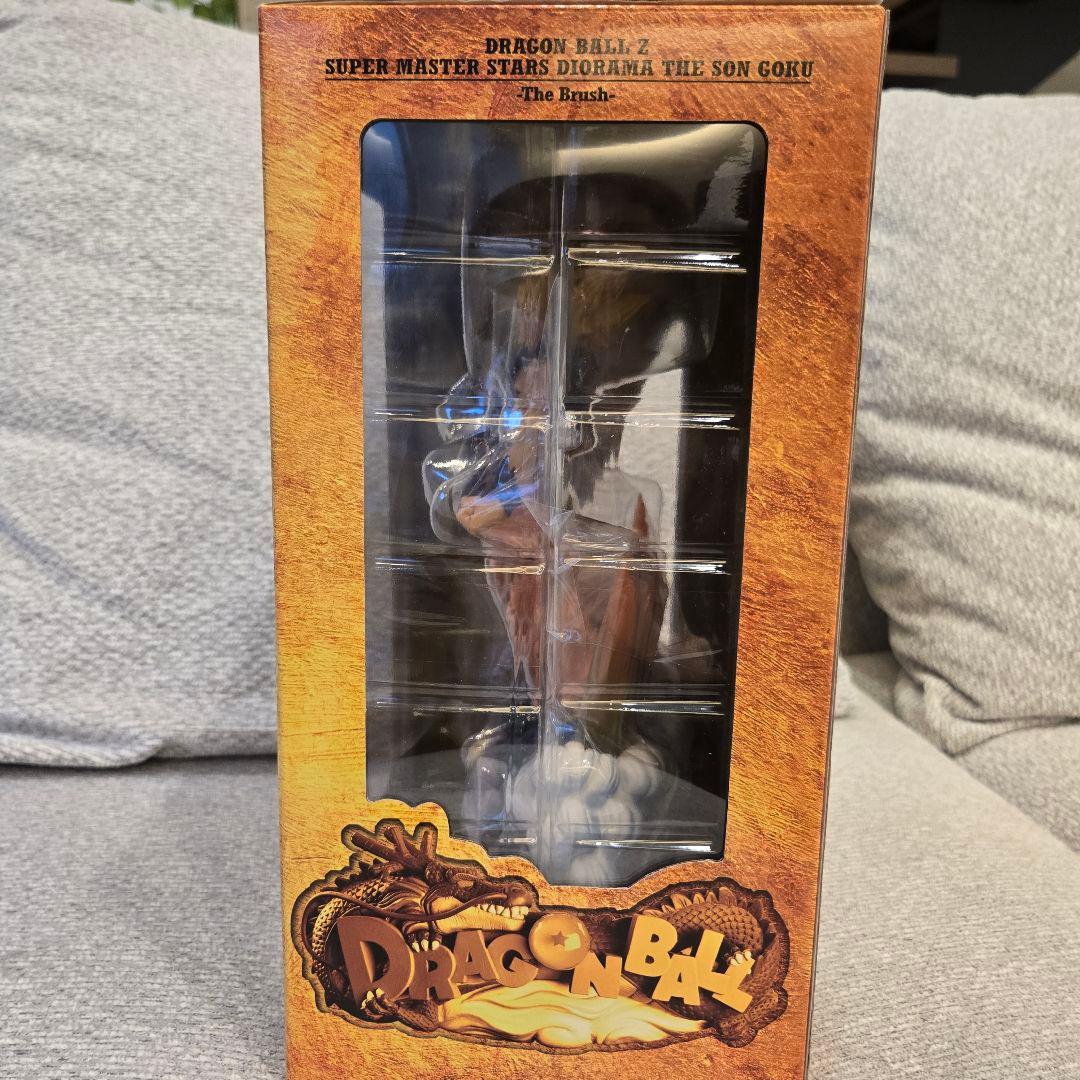 DRAGON BALL Z
SUPER MASTER STARS DIORAMA THE SON GOKU
-The Brush-
DRAGON BALL